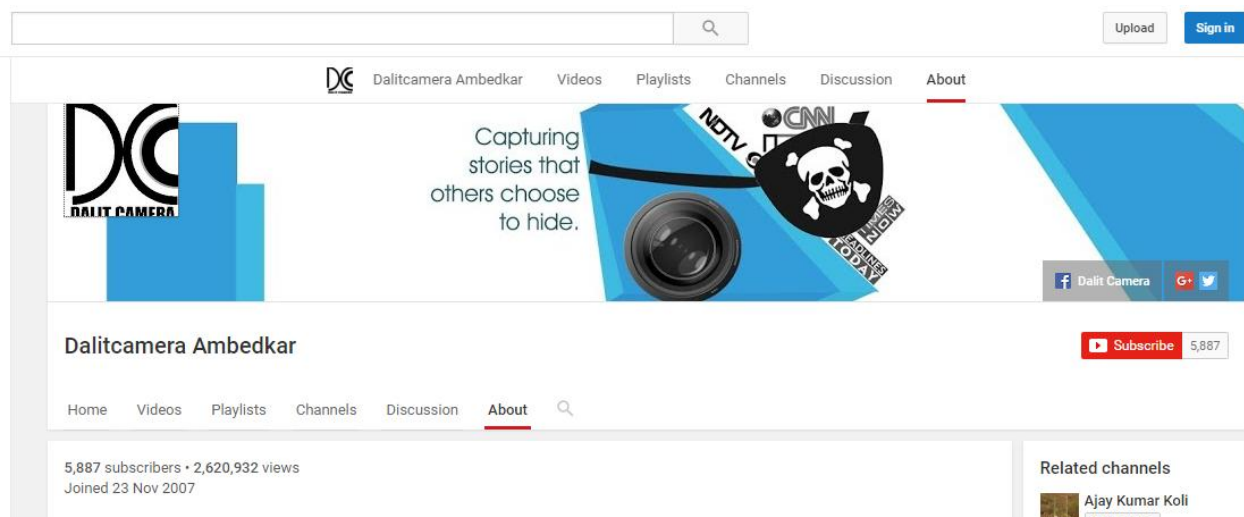 Upload
Sign in
DC Dalitcamera Ambedkar Videos Playlists Channels Discussion About
DALIT CAMERA
Capturing
stories that
others choose
to hide.
NDTV
CNN
TIMES
NOW
HEADLINES
TODAY
Dalit Camera G+
Dalitcamera Ambedkar
Subscribe 5,887
Home Videos Playlists Channels Discussion About
5,887 subscribers • 2,620,932 views
Joined 23 Nov 2007
Related channels
Ajay Kumar Koli